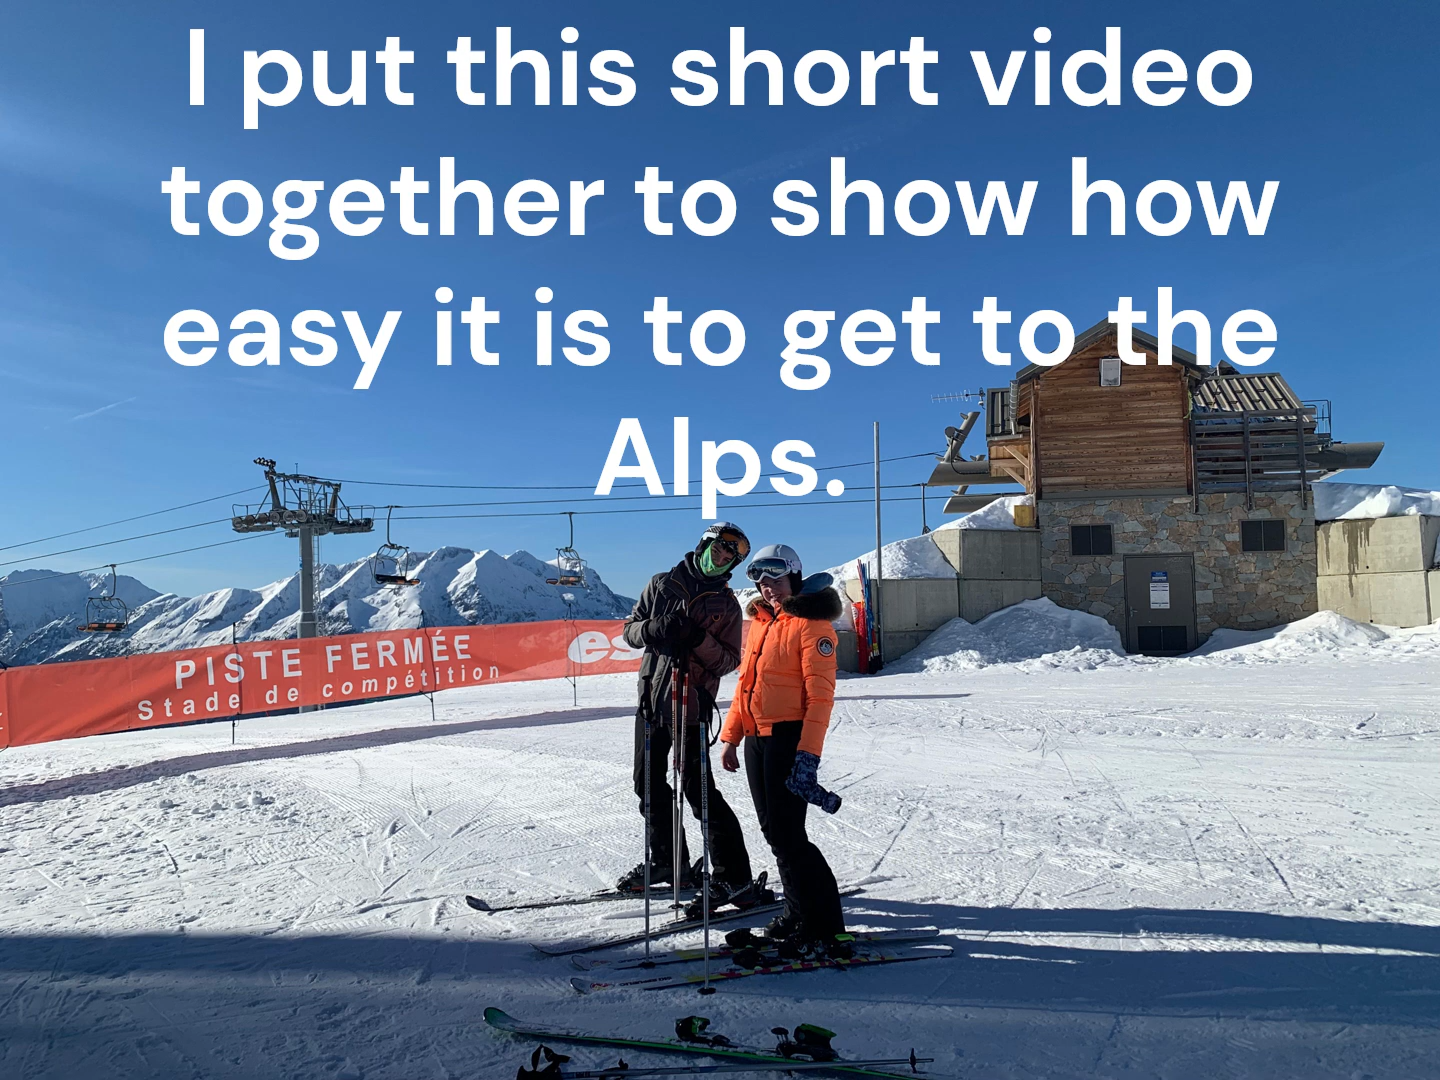 I put this short video
together to show how
easy it is to get to the
Alps.
PISTE FERMÉE
Stade de compétition
es